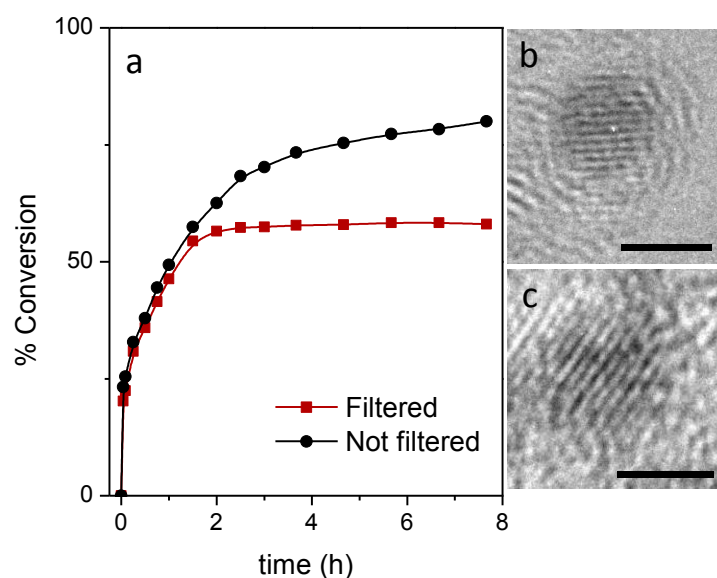 100
a
b
% Conversion
50
c
Filtered
Not filtered
0
0 2 4 6 8
time (h)